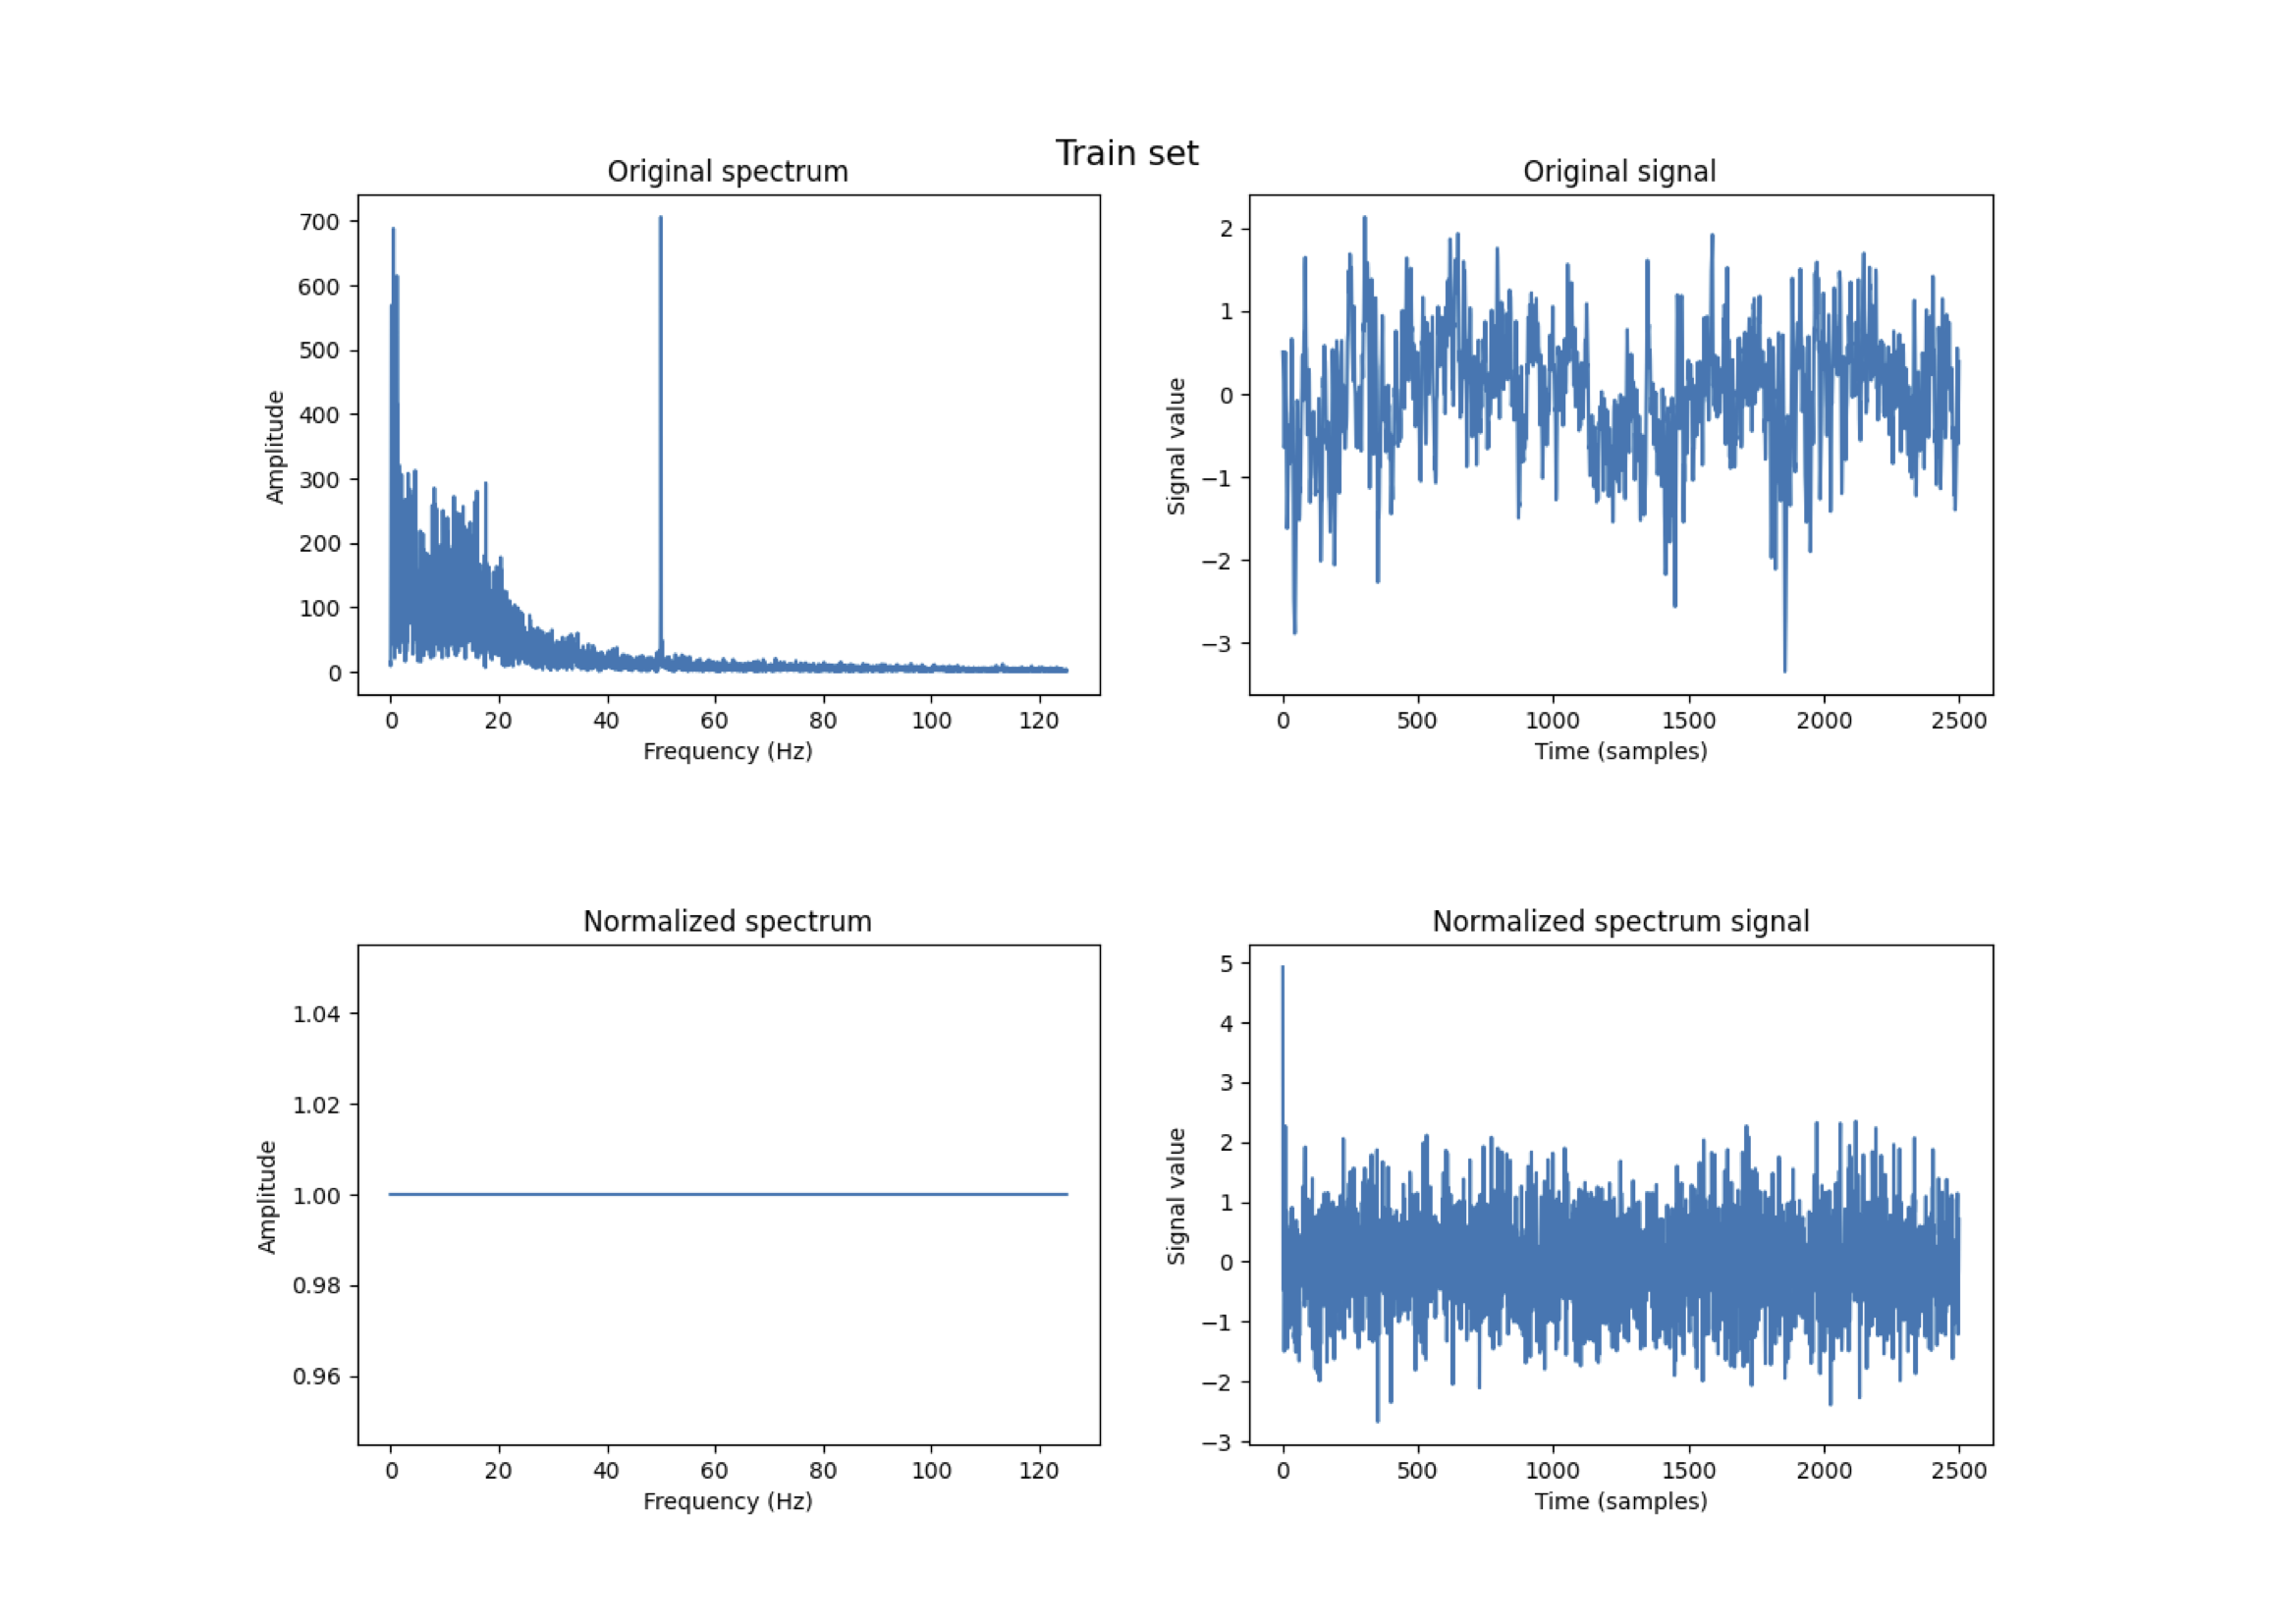 Train set
Original spectrum
700
600
500
400
300
200
100
0
Amplitude
0 20 40 60 80 100 120
Frequency (Hz)
Original signal
2
1
0
−1
−2
−3
Signal value
0 500 1000 1500 2000 2500
Time (samples)
Normalized spectrum
1.04
1.02
1.00
0.98
0.96
Amplitude
0 20 40 60 80 100 120
Frequency (Hz)
Normalized spectrum signal
5
4
3
2
1
0
−1
−2
−3
Signal value
0 500 1000 1500 2000 2500
Time (samples)